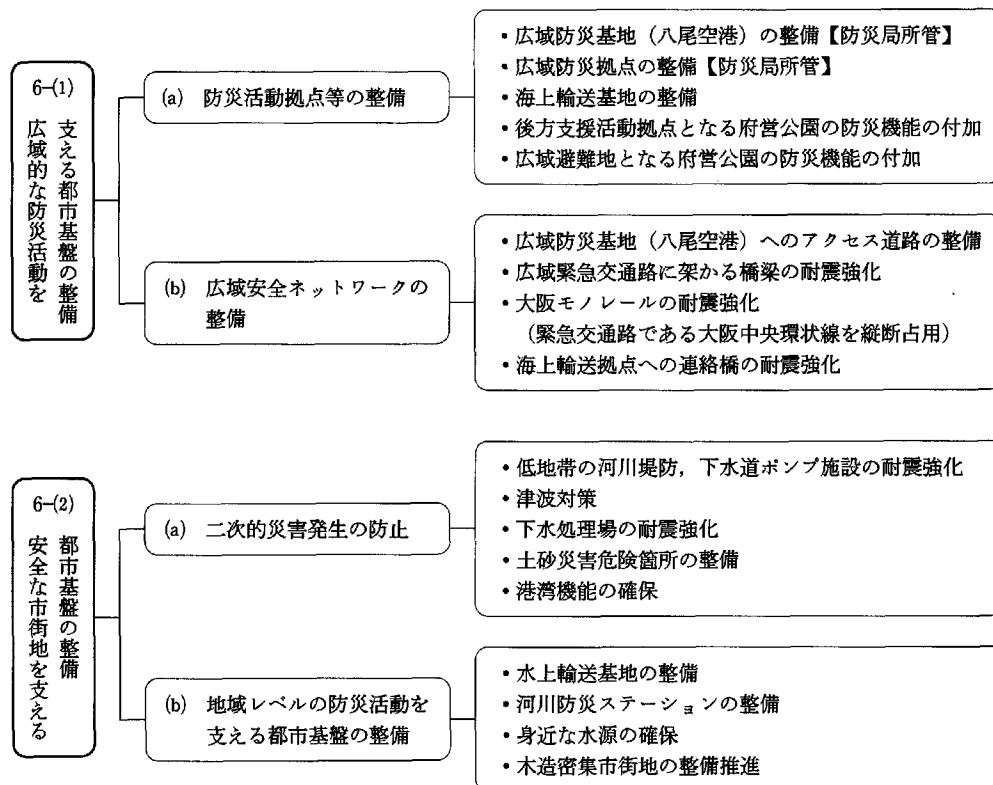 6-(1)
広域的な防災活動を
支える都市基盤の整備
(a) 防災活動拠点等の整備
・広域防災基地（八尾空港）の整備【防災局所管】
・広域防災拠点の整備【防災局所管】
・海上輸送基地の整備
・後方支援活動拠点となる府営公園の防災機能の付加
・広域避難地となる府営公園の防災機能の付加
(b) 広域安全ネットワークの
整備
・広域防災基地（八尾空港）へのアクセス道路の整備
・広域緊急交通路に架かる橋梁の耐震強化
・大阪モノレールの耐震強化
（緊急交通路である大阪中央環状線を縦断占用）
・海上輸送拠点への連絡橋の耐震強化
6-(2)
安全な市街地を支える
都市基盤の整備
(a) 二次的災害発生の防止
・低地帯の河川堤防，下水道ポンプ施設の耐震強化
・津波対策
・下水処理場の耐震強化
・土砂災害危険箇所の整備
・港湾機能の確保
(b) 地域レベルの防災活動を
支える都市基盤の整備
・水上輸送基地の整備
・河川防災ステーションの整備
・身近な水源の確保
・木造密集市街地の整備推進